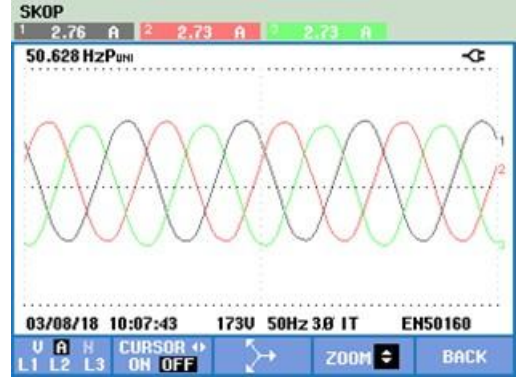 SKOP
1 2.76 A 2 2.73 A 3 2.73 A
50.628 HzPUNI
1
2
3
03/08/18 10:07:43 173V 50Hz 3Ø IT EN50160
V A H CURSOR ZOOM BACK
L1 L2 L3 ON OFF